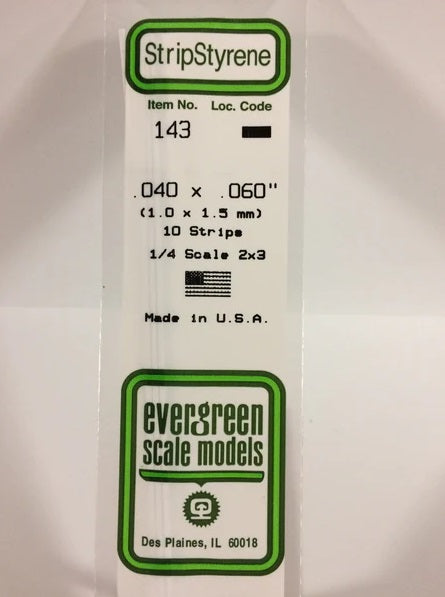 StripStyrene
Item No. Loc. Code
143
.040 x .060"
(1.0 x 1.5 mm)
10 Strips
1/4 Scale 2x3
Made in U.S.A.
evergreen
scale models
Des Plaines, IL 60018